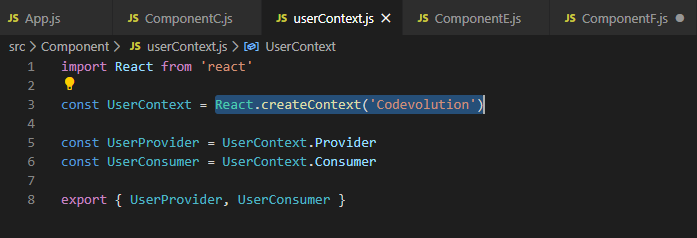 JS App.js JS ComponentC.js JS userContext.js × JS ComponentE.js JS ComponentF.js ●
src > Component > JS userContext.js > UserContext
1 import React from 'react'
2
3 const UserContext = React.createContext('Codevolution')
4
5 const UserProvider = UserContext.Provider
6 const UserConsumer = UserContext.Consumer
7
8 export { UserProvider, UserConsumer }